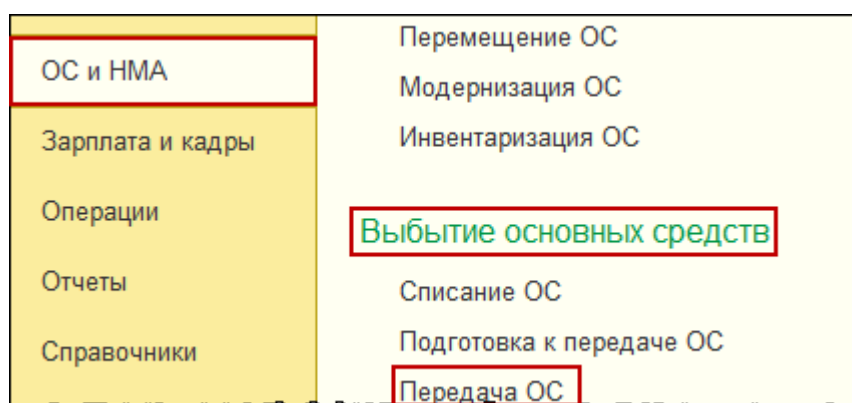 ОС и НМА
Зарплата и кадры
Операции
Отчеты
Справочники
Перемещение ОС
Модернизация ОС
Инвентаризация ОС
Выбытие основных средств
Списание ОС
Подготовка к передаче ОС
Передача ОС